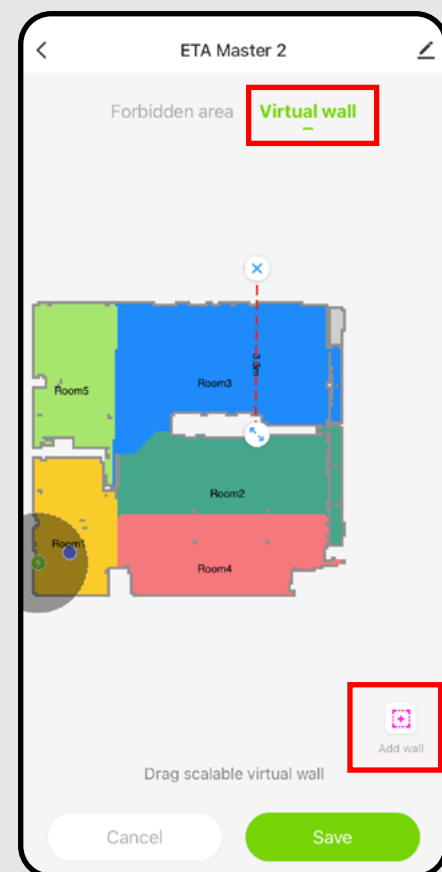 ETA Master 2
Forbidden area Virtual wall
3.3m
Room5
Room3
Room2
Room1
Room4
Add wall
Drag scalable virtual wall
Cancel Save